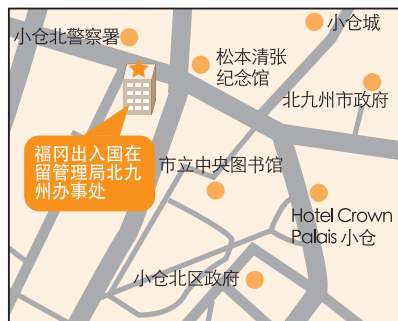 小仓城
小仓北警察署
松本清张
纪念馆
北九州市政府
福冈出入国在
留管理局北九
州办事处
市立中央图书馆
Hotel Crown
Palais 小仓
小仓北区政府